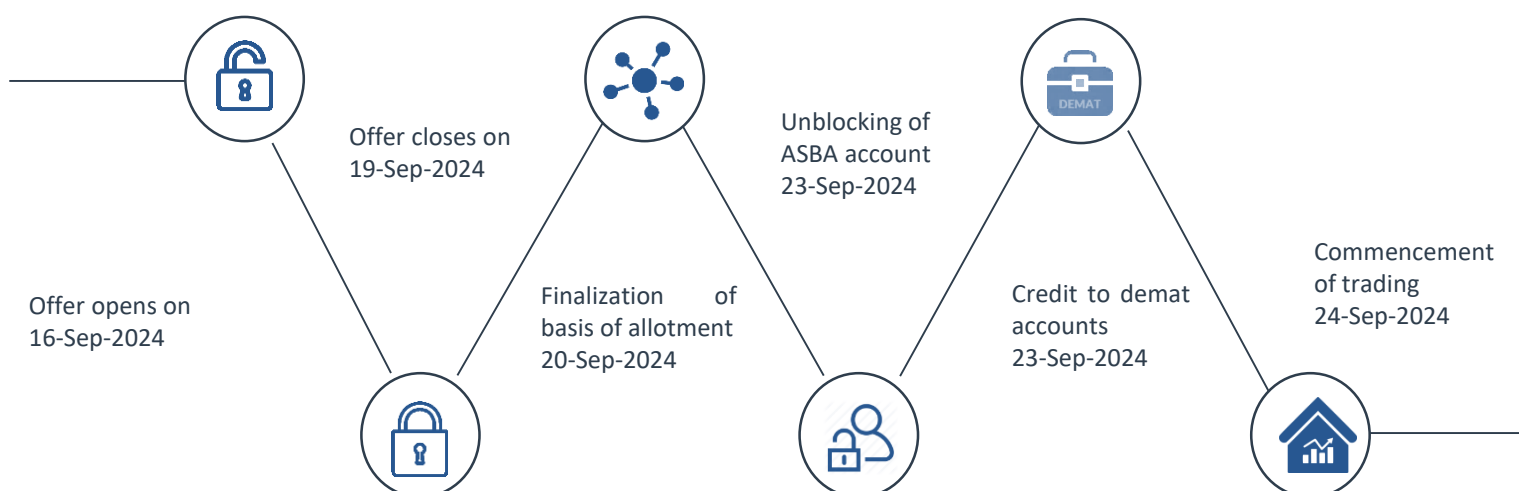 Offer opens on
16-Sep-2024
Offer closes on
19-Sep-2024
Finalization of
basis of allotment
20-Sep-2024
Unblocking of
ASBA account
23-Sep-2024
DEMAT
Credit to demat
accounts
23-Sep-2024
Commencement
of trading
24-Sep-2024